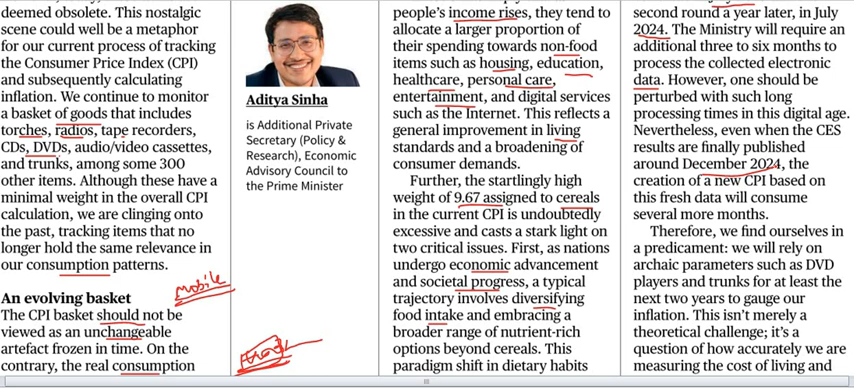 deemed obsolete. This nostalgic
scene could well be a metaphor
for our current process of tracking
the Consumer Price Index (CPI)
and subsequently calculating
inflation. We continue to monitor
a basket of goods that includes
torches, radios, tape recorders,
CDs, DVDs, audio/video cassettes,
and trunks, among some 300
other items. Although these have a
minimal weight in the overall CPI
calculation, we are clinging onto
the past, tracking items that no
longer hold the same relevance in
our consumption patterns.
mobile
An evolving basket
The CPI basket should not be
viewed as an unchangeable
artefact frozen in time. On the
contrary, the real consumption
Aditya Sinha
is Additional Private
Secretary (Policy &
Research), Economic
Advisory Council to
the Prime Minister
people's income rises, they tend to
allocate a larger proportion of
their spending towards non-food
items such as housing, education,
healthcare, personal care,
entertainment, and digital services
such as the Internet. This reflects a
general improvement in living
standards and a broadening of
consumer demands.
Further, the startlingly high
weight of 9.67 assigned to cereals
in the current CPI is undoubtedly
excessive and casts a stark light on
two critical issues. First, as nations
undergo economic advancement
and societal progress, a typical
trajectory involves diversifying
food intake and embracing a
broader range of nutrient-rich
options beyond cereals. This
paradigm shift in dietary habits
second round a year later, in July
2024. The Ministry will require an
additional three to six months to
process the collected electronic
data. However, one should be
perturbed with such long
processing times in this digital age.
Nevertheless, even when the CES
results are finally published
around December 2024, the
creation of a new CPI based on
this fresh data will consume
several more months.
Therefore, we find ourselves in
a predicament: we will rely on
archaic parameters such as DVD
players and trunks for at least the
next two years to gauge our
inflation. This isn't merely a
theoretical challenge; it's a
question of how accurately we are
measuring the cost of living and